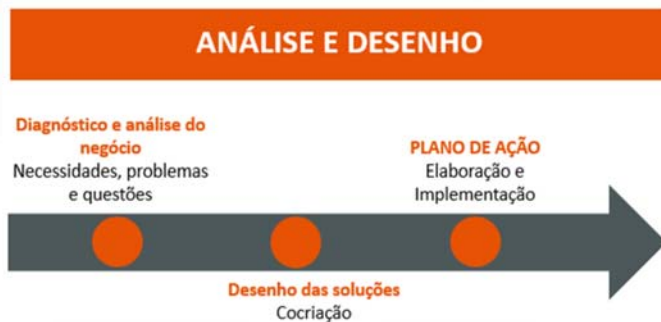 ANÁLISE E DESENHO
Diagnóstico e análise do
negócio
Necessidades, problemas
e questões
PLANO DE AÇÃO
Elaboração e
Implementação
Desenho das soluções
Cocriação